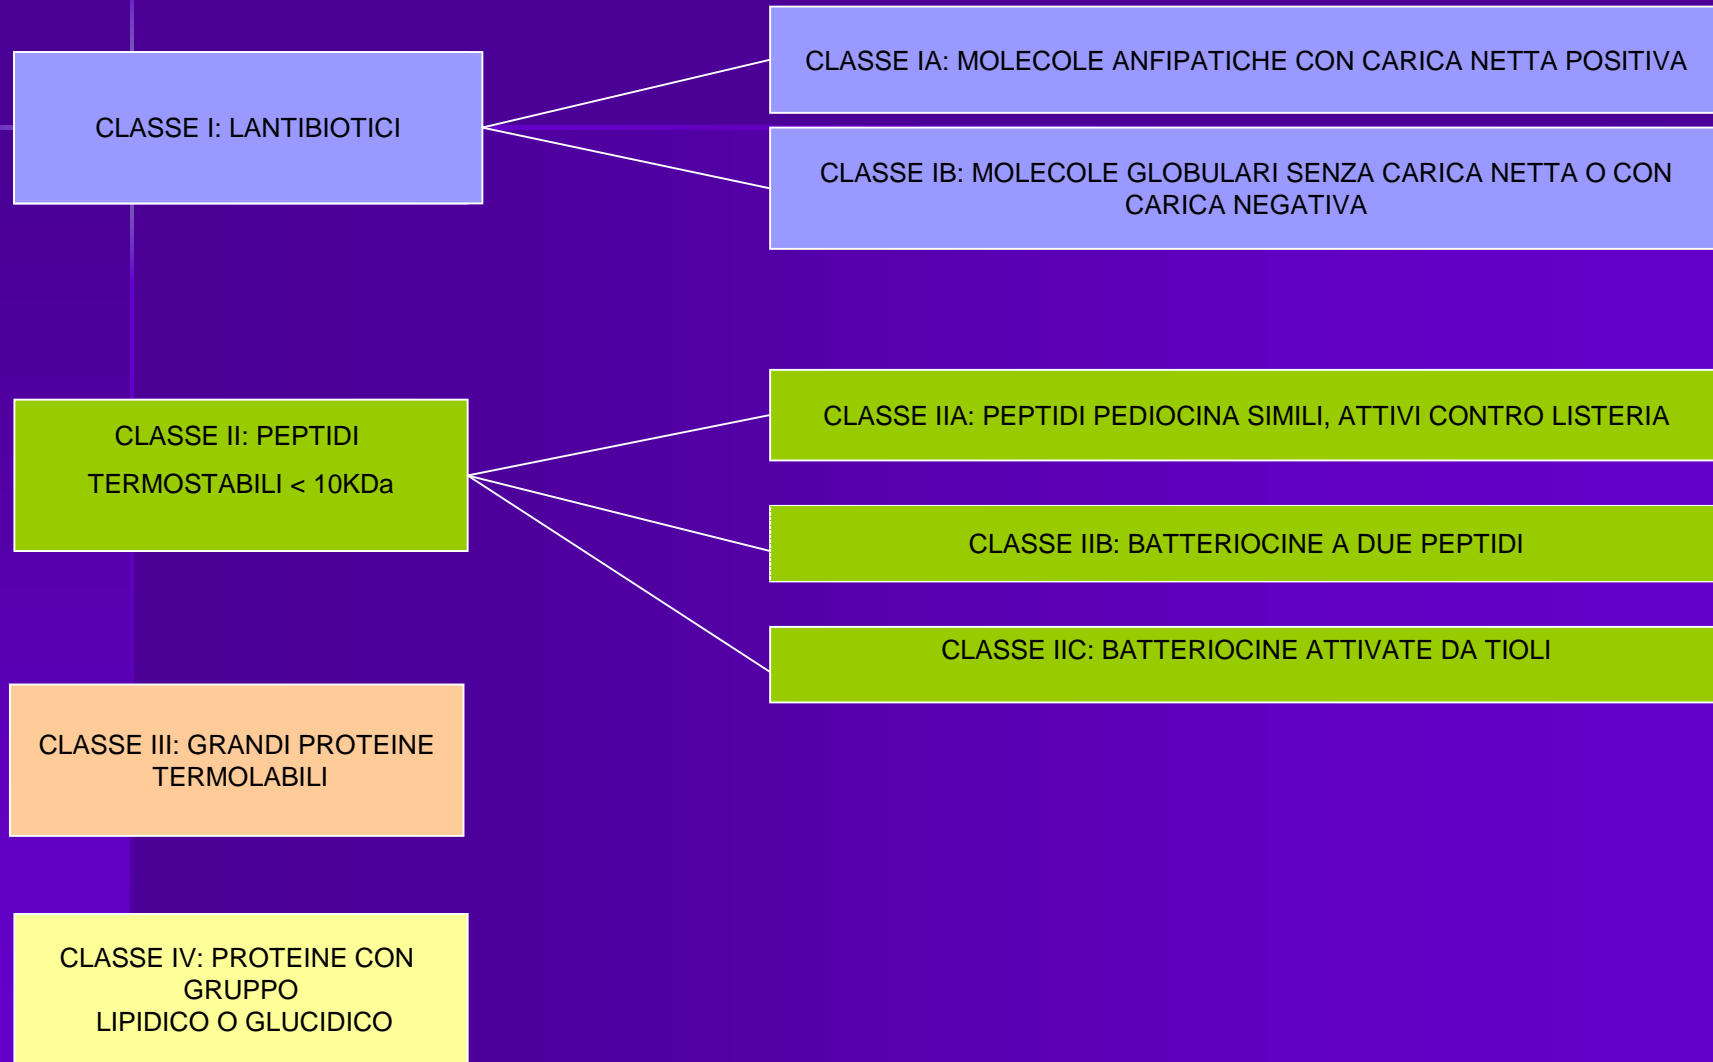 CLASSE I: LANTIBIOTICI
CLASSE IA: MOLECOLE ANFIPATICHE CON CARICA NETTA POSITIVA
CLASSE IB: MOLECOLE GLOBULARI SENZA CARICA NETTA O CON
CARICA NEGATIVA
CLASSE II: PEPTIDI
TERMOSTABILI < 10KDa
CLASSE IIA: PEPTIDI PEDIOCINA SIMILI, ATTIVI CONTRO LISTERIA
CLASSE IIB: BATTERIOCINE A DUE PEPTIDI
CLASSE IIC: BATTERIOCINE ATTIVATE DA TIOLI
CLASSE III: GRANDI PROTEINE
TERMOLABILI
CLASSE IV: PROTEINE CON
GRUPPO
LIPIDICO O GLUCIDICO